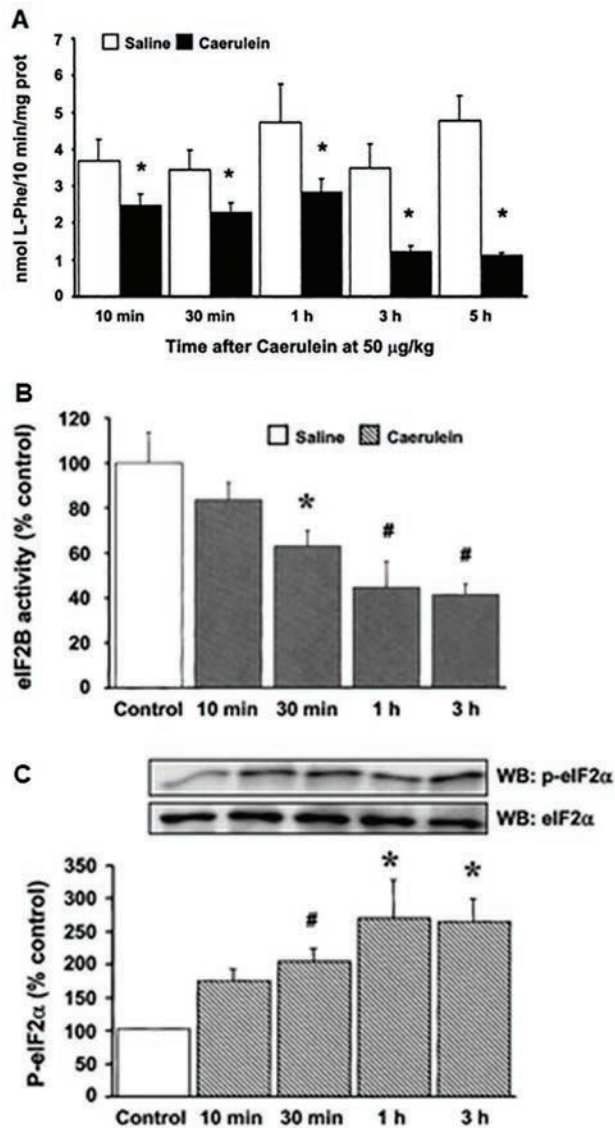 A
7
Saline Caerulein
6
5
4
3
2
1
0
* * * * *
nmol L-Phe/10 min/mg prot
10 min 30 min 1 h 3 h 5 h
Time after Caerulein at 50 μg/kg
B
120
Saline Caerulein
100
80
60
40
20
0
* # #
eIF2B activity (% control)
Control 10 min 30 min 1 h 3 h
C
WB: p-eIF2α
WB: eIF2α
350
300
250
200
150
100
50
0
# * *
P-eIF2α (% control)
Control 10 min 30 min 1 h 3 h